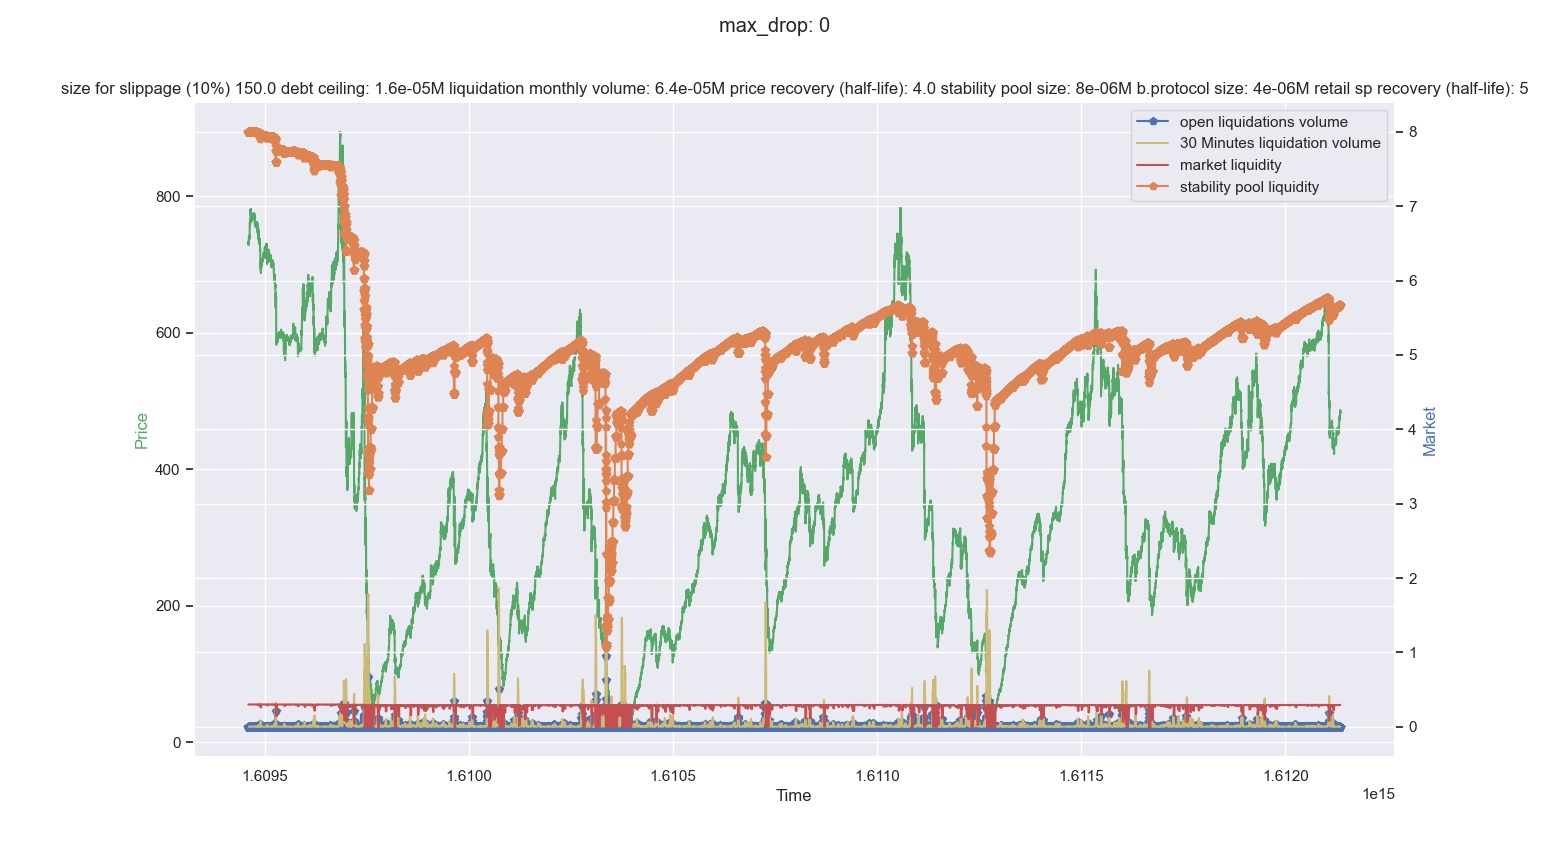 max_drop: 0
size for slippage (10%) 150.0 debt ceiling: 1.6e-05M liquidation monthly volume: 6.4e-05M price recovery (half-life): 4.0 stability pool size: 8e-06M b.protocol size: 4e-06M retail sp recovery (half-life): 5
open liquidations volume
30 Minutes liquidation volume
market liquidity
stability pool liquidity
Price
800
600
400
200
0
Market
8
7
6
5
4
3
2
1
0
1.6095 1.6100 1.6105 1.6110 1.6115 1.6120
Time
1e15